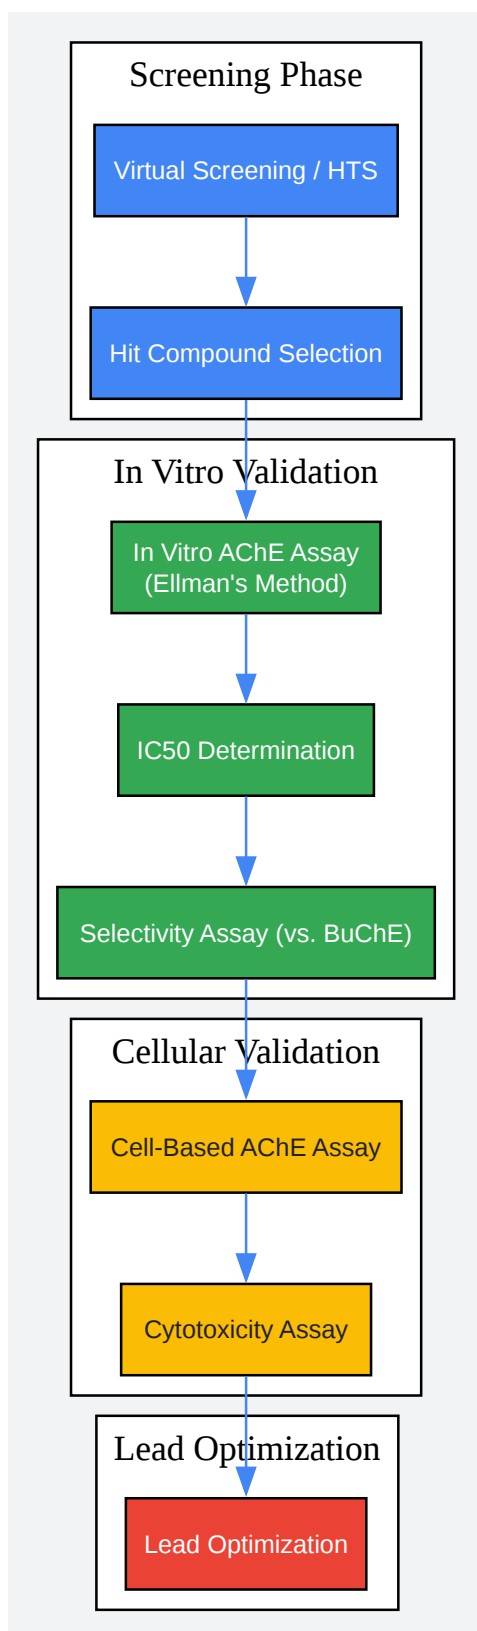 Screening Phase
Virtual Screening / HTS
Hit Compound Selection
In Vitro Validation
In Vitro AChE Assay
(Ellman's Method)
IC50 Determination
Selectivity Assay (vs. BuChE)
Cellular Validation
Cell-Based AChE Assay
Cytotoxicity Assay
Lead Optimization
Lead Optimization